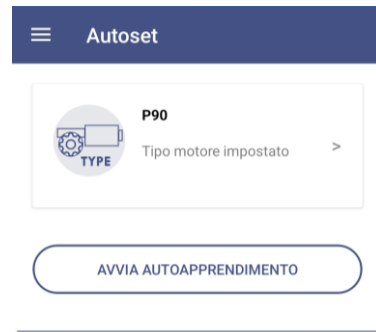 Autoset
P90
Tipo motore impostato >
TYPE
AVVIA AUTOAPPRENDIMENTO